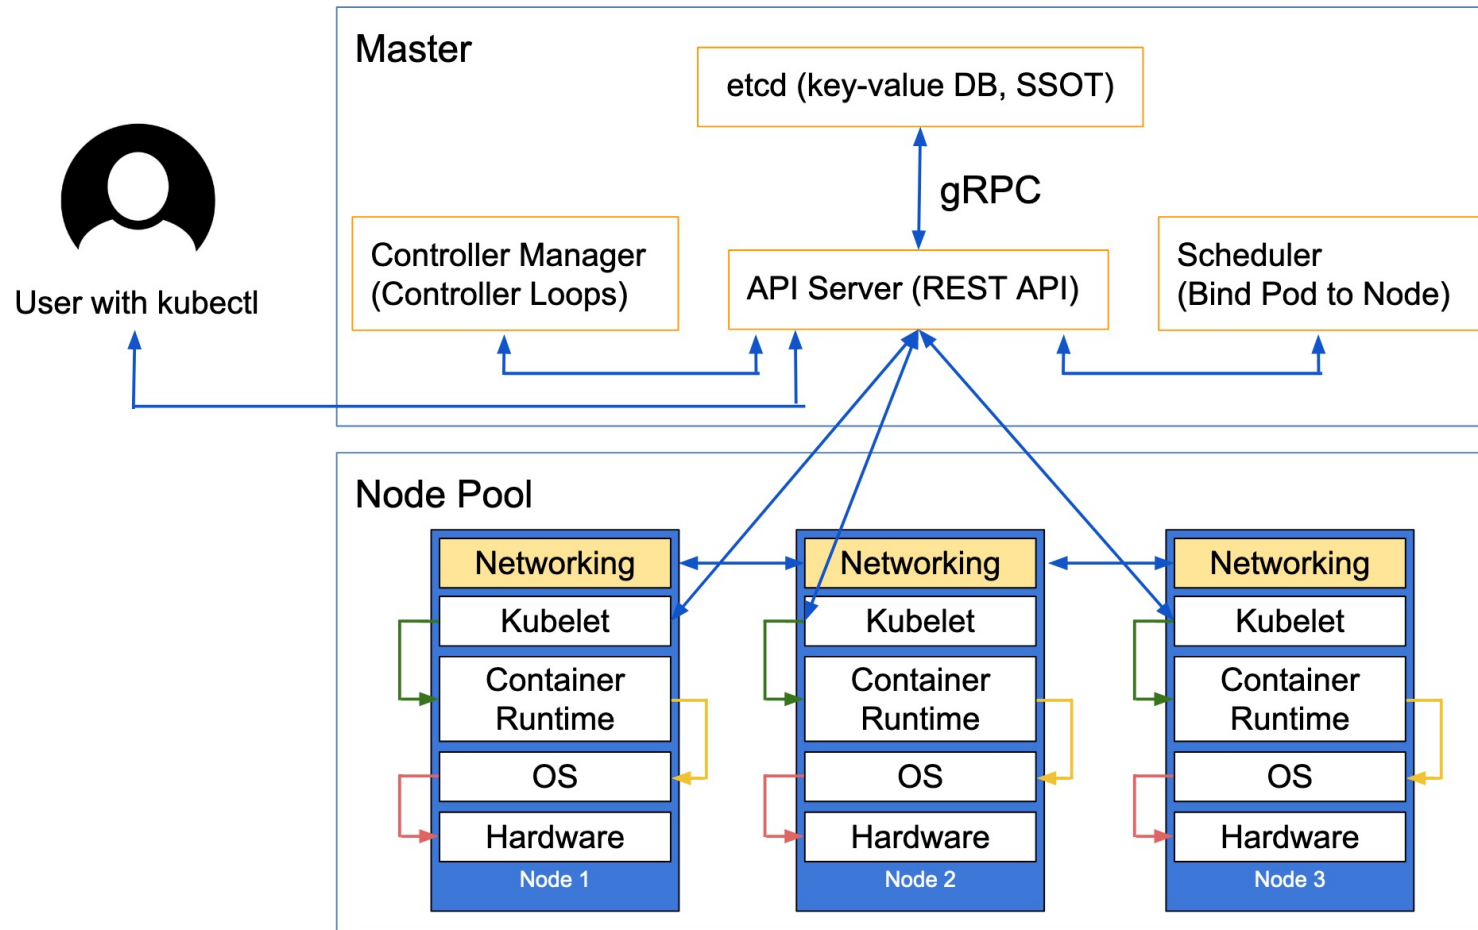 Master
etcd (key-value DB, SSOT)
gRPC
Controller Manager
(Controller Loops)
API Server (REST API)
Scheduler
(Bind Pod to Node)
User with kubectl
Node Pool
Networking
Kubelet
Container
Runtime
OS
Hardware
Node 1
Networking
Kubelet
Container
Runtime
OS
Hardware
Node 2
Networking
Kubelet
Container
Runtime
OS
Hardware
Node 3